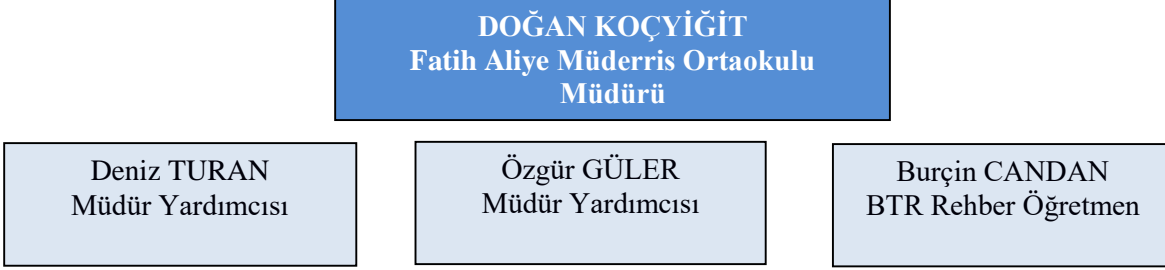 DOĞAN KOÇYİĞİT
Fatih Aliye Müderris Ortaokulu
Müdürü
Deniz TURAN
Müdür Yardımcısı
Özgür GÜLER
Müdür Yardımcısı
Burçin CANDAN
BTR Rehber Öğretmen